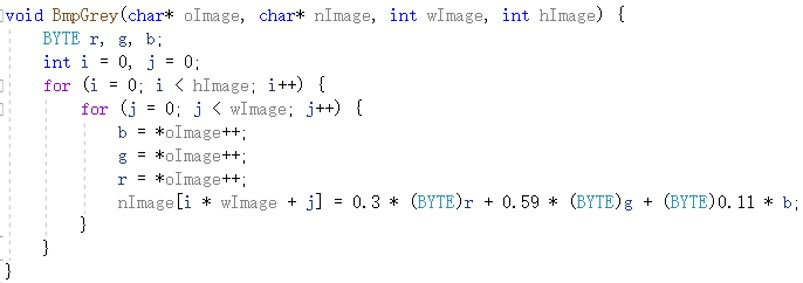 void BmpGrey(char* oImage, char* nImage, int wImage, int hImage) {
    BYTE r, g, b;
    int i = 0, j = 0;
    for (i = 0; i < hImage; i++) {
        for (j = 0; j < wImage; j++) {
            b = *oImage++;
            g = *oImage++;
            r = *oImage++;
            nImage[i * wImage + j] = 0.3 * (BYTE)r + 0.59 * (BYTE)g + (BYTE)0.11 * b;
        }
    }
}